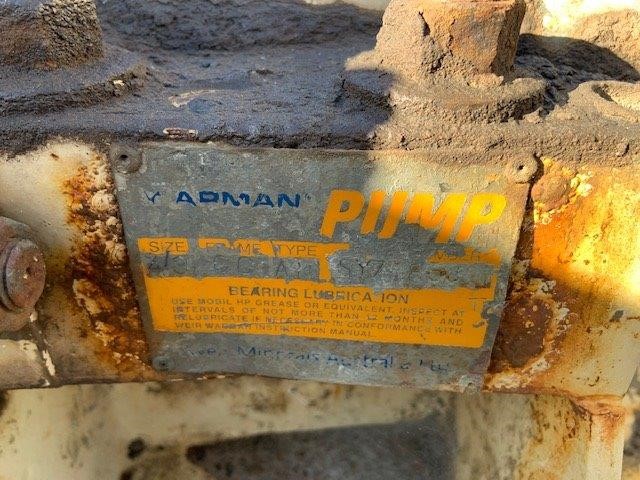 WARMAN PUMP
SIZE FRAME TYPE
BEARING LUBRICATION
USE MOBIL HP GREASE OR EQUIVALENT. INSPECT AT
INTERVALS OF NOT MORE THAN 12 MONTHS AND
RELUBRICATE IF NECESSARY IN CONFORMANCE WITH
WEIR WARMAN INSTRUCTION MANUAL.
Weir Minerals Australia Ltd